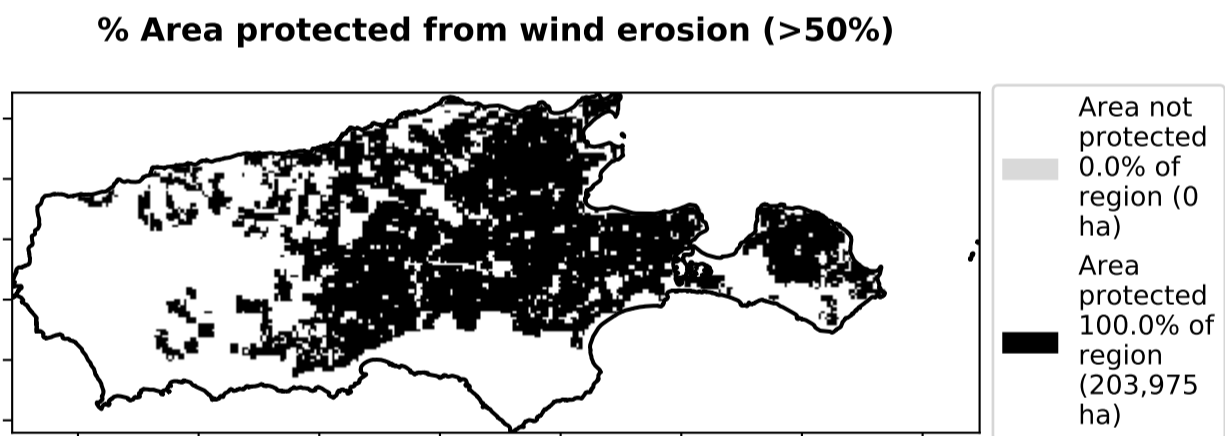 % Area protected from wind erosion (>50%)
Area not
protected
0.0% of
region (0
ha)
Area
protected
100.0% of
region
(203,975
ha)